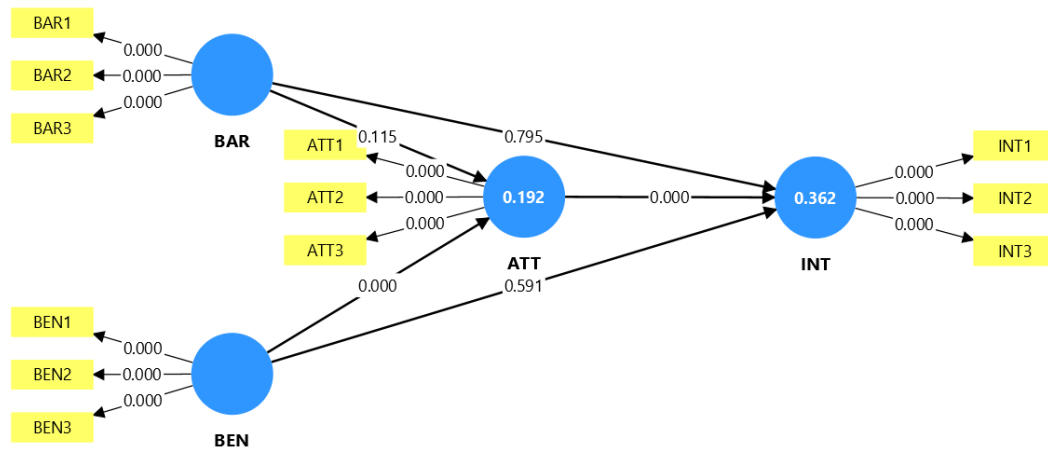 BAR1
0.000
BAR2
0.000
BAR3
0.000
BAR
0.115
0.795
ATT1
0.000
ATT2
0.000
ATT3
0.000
0.192
ATT
0.000
0.362
INT
INT1
0.000
INT2
0.000
INT3
0.000
0.000
0.591
BEN1
0.000
BEN2
0.000
BEN3
0.000
BEN